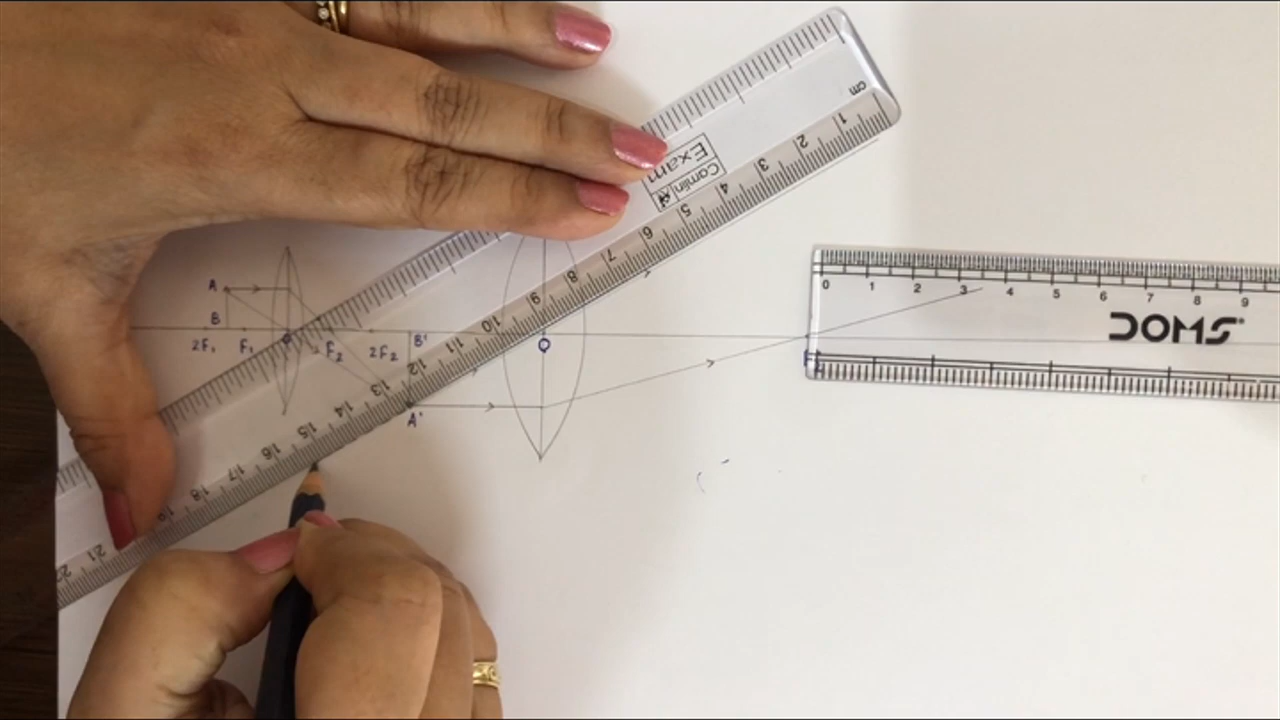 cm
1 2 3 4 5 6 7 8 9 10 11 12 13 14 15 16 17 18 19 21 22
Camlin
Exam
0 1 2 3 4 5 6 7 8 9
DOMS
A
B
2F₁ F₁ F₂ 2F₂ B'
O
A'